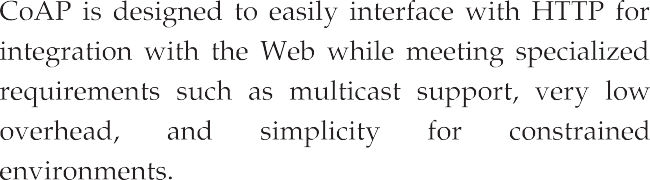 CoAP is designed to easily interface with HTTP for
integration with the Web while meeting specialized
requirements such as multicast support, very low
overhead, and simplicity for constrained
environments.